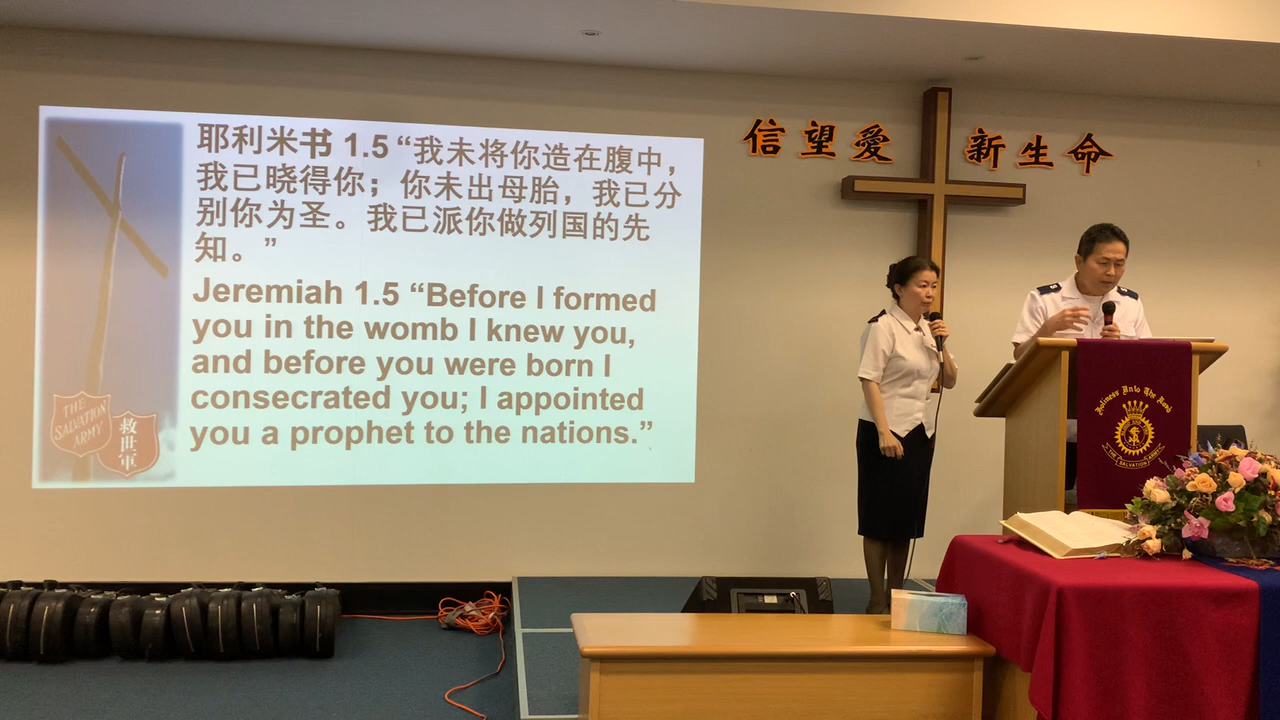 耶利米书 1.5 “我未将你造在腹中，
我已晓得你；你未出母胎，我已分
别你为圣。我已派你做列国的先
知。”
Jeremiah 1.5 “Before I formed
you in the womb I knew you,
and before you were born I
consecrated you; I appointed
you a prophet to the nations.”
THE
SALVATION
ARMY
救世軍
信望愛 新生命
Holiness Unto The Lord
THE SALVATION ARMY